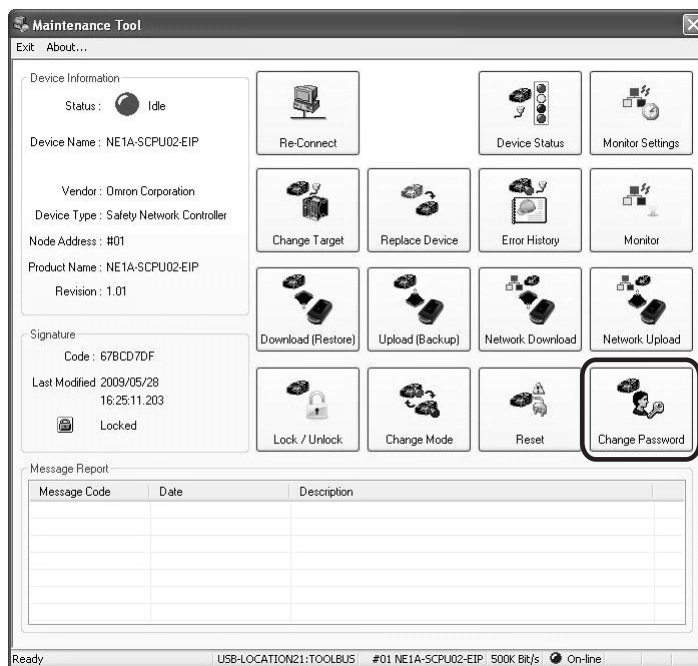 Maintenance Tool
Exit About...
Device Information
Status : Idle
Device Name : NE1A-SCPU02-EIP
Vendor : Omron Corporation
Device Type : Safety Network Controller
Node Address : #01
Product Name : NE1A-SCPU02-EIP
Revision : 1.01
Signature
Code : 67BCD7DF
Last Modified 2009/05/28
16:25:11.203
Locked
Re-Connect
Device Status
Monitor Settings
Change Target
Replace Device
Error History
Monitor
Download (Restore)
Upload (Backup)
Network Download
Network Upload
Lock / Unlock
Change Mode
Reset
Change Password
Message Report
Message Code Date Description
Ready USB-LOCATION21:TOOLBUS #01 NE1A-SCPU02-EIP 500K Bit/s On-line